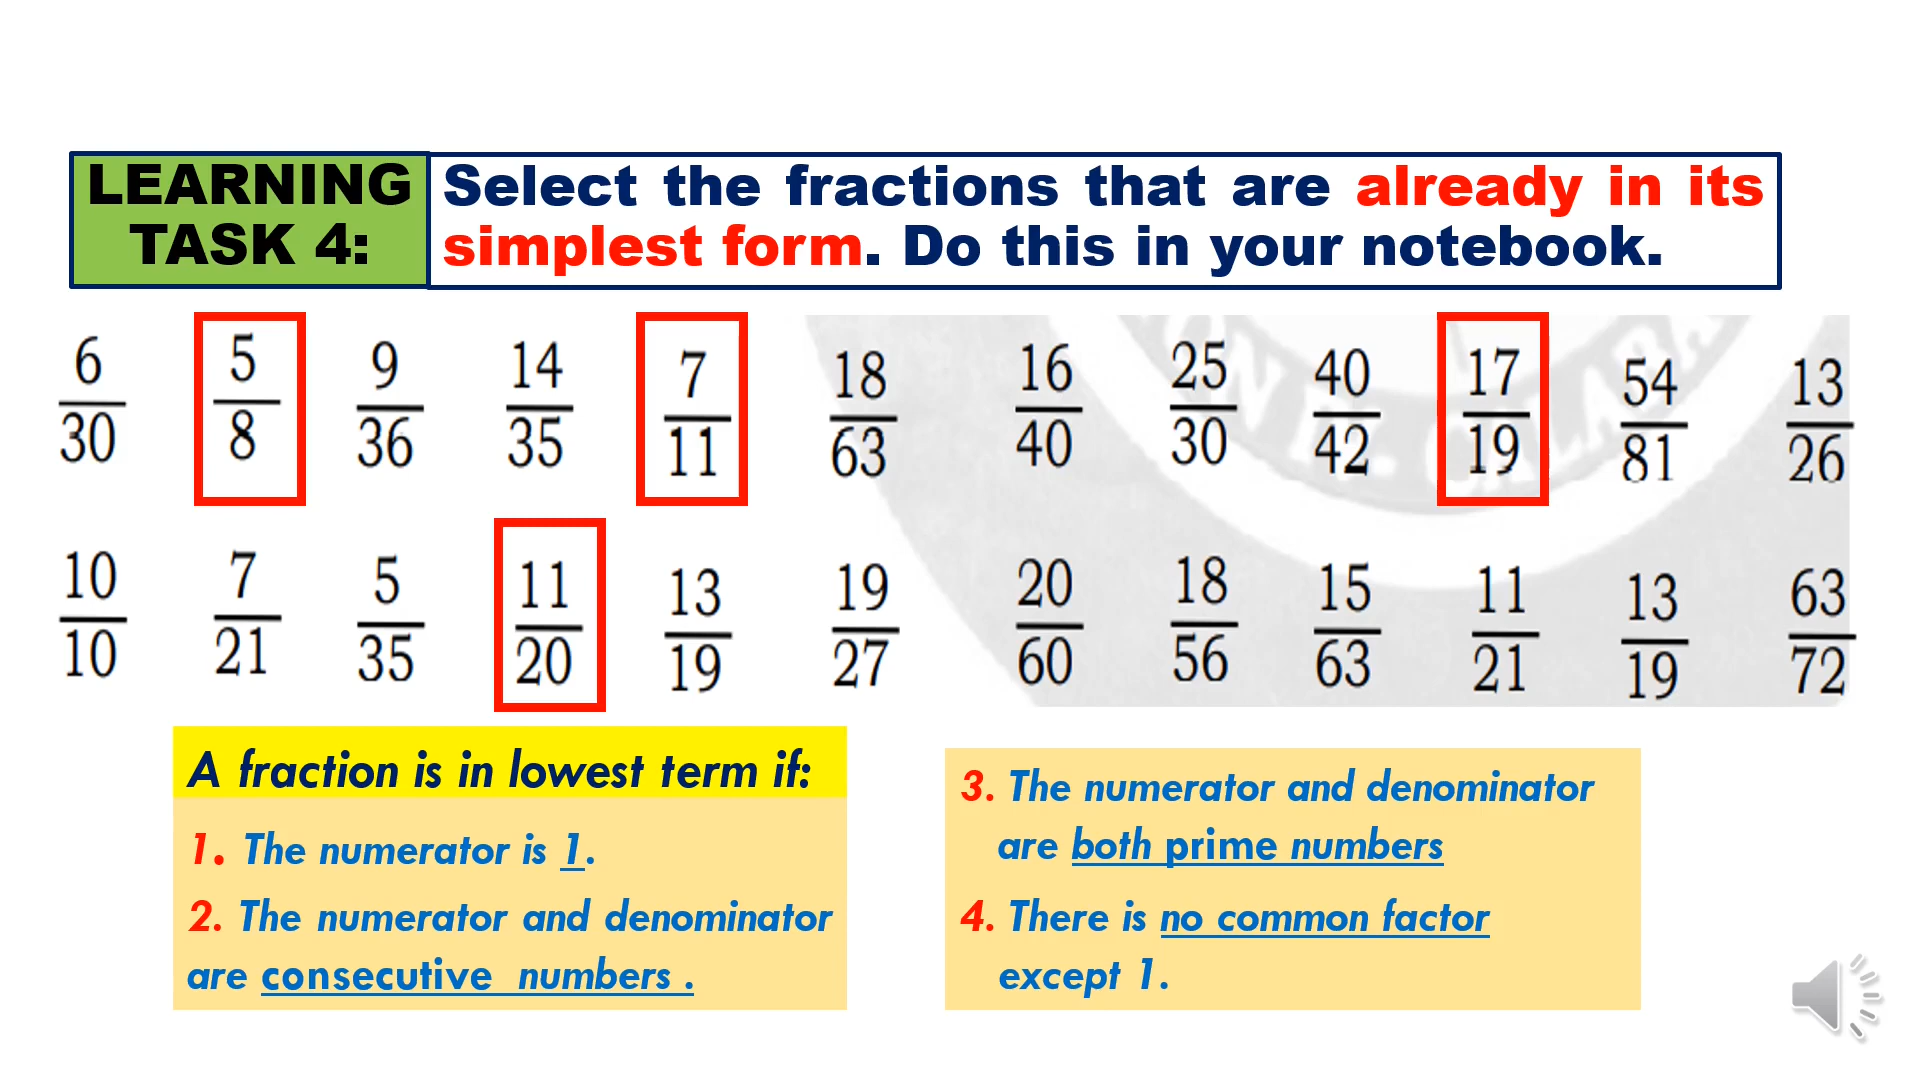 LEARNING TASK 4:
Select the fractions that are already in its
simplest form. Do this in your notebook.
6/30 5/8 9/36 14/35 7/11 18/63 16/40 25/30 40/42 17/19 54/81 13/26
10/10 7/21 5/35 11/20 13/19 19/27 20/60 18/56 15/63 11/21 13/19 63/72
A fraction is in lowest term if:
1. The numerator is 1.
2. The numerator and denominator
are consecutive numbers .
3. The numerator and denominator
are both prime numbers
4. There is no common factor
except 1.